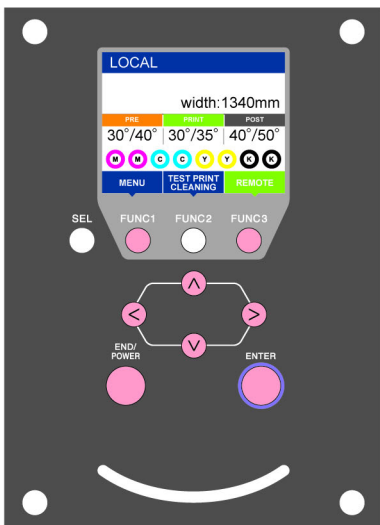 LOCAL
width:1340mm
PRE PRINT POST
30°/40° 30°/35° 40°/50°
M M C C Y Y K K
MENU TEST PRINT CLEANING REMOTE
SEL FUNC1 FUNC2 FUNC3
< ∧ ∨ >
END/
POWER
ENTER